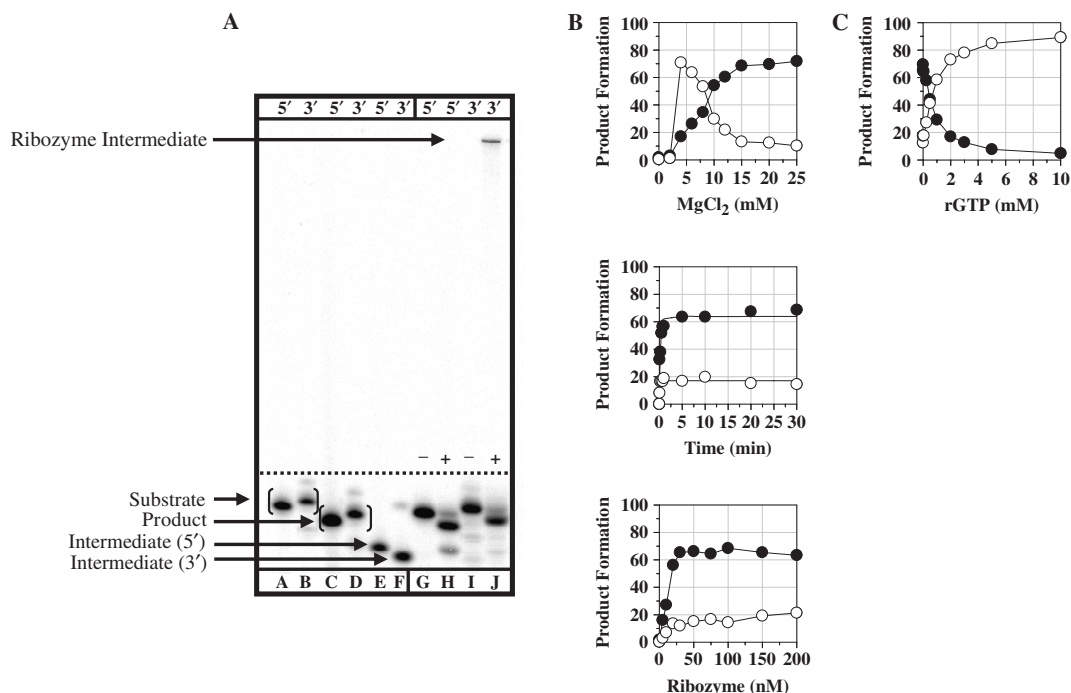 A
5′ 3′ 5′ 3′ 5′ 3′ 5′ 5′ 3′ 3′
Ribozyme Intermediate
− + − +
Substrate
Product
Intermediate (5′)
Intermediate (3′)
A B C D E F G H I J
B
Product Formation
100
80
60
40
20
0
0 5 10 15 20 25
MgCl2 (mM)
Product Formation
100
80
60
40
20
0
0 5 10 15 20 25 30
Time (min)
Product Formation
100
80
60
40
20
0
0 50 100 150 200
Ribozyme (nM)
C
Product Formation
100
80
60
40
20
0
0 2 4 6 8 10
rGTP (mM)